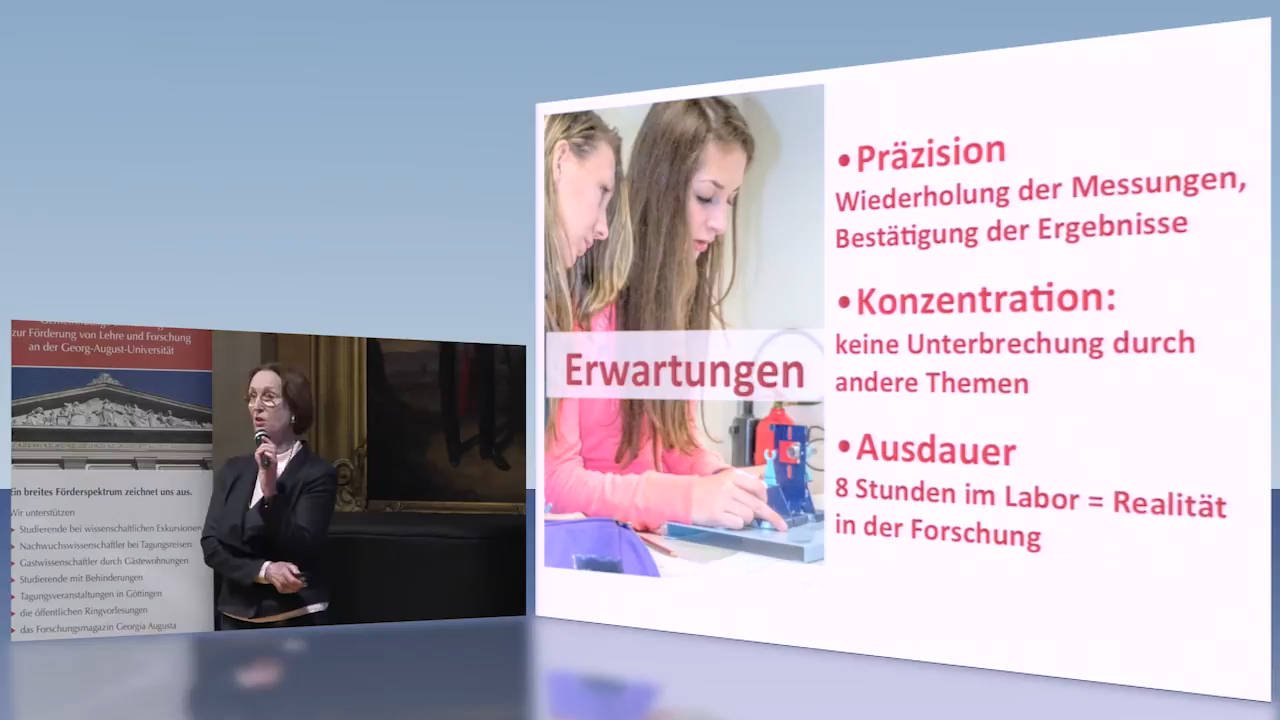 zur Förderung von Lehre und Forschung
an der Georg-August-Universität
Ein breites Förderspektrum zeichnet uns aus.
Wir unterstützten
Studierende bei wissenschaftlichen Exkursionen
Nachwuchswissenschaftler bei Tagungsreisen
Gastwissenschaftler durch Gästewohnungen
Studierende mit Behinderungen
Tagungsveranstaltungen in Göttingen
die öffentlichen Ringvorlesungen
das Forschungsmagazin Georgia Augusta
Erwartungen
•Präzision
Wiederholung der Messungen,
Bestätigung der Ergebnisse
•Konzentration:
keine Unterbrechung durch
andere Themen
•Ausdauer
8 Stunden im Labor = Realität
in der Forschung